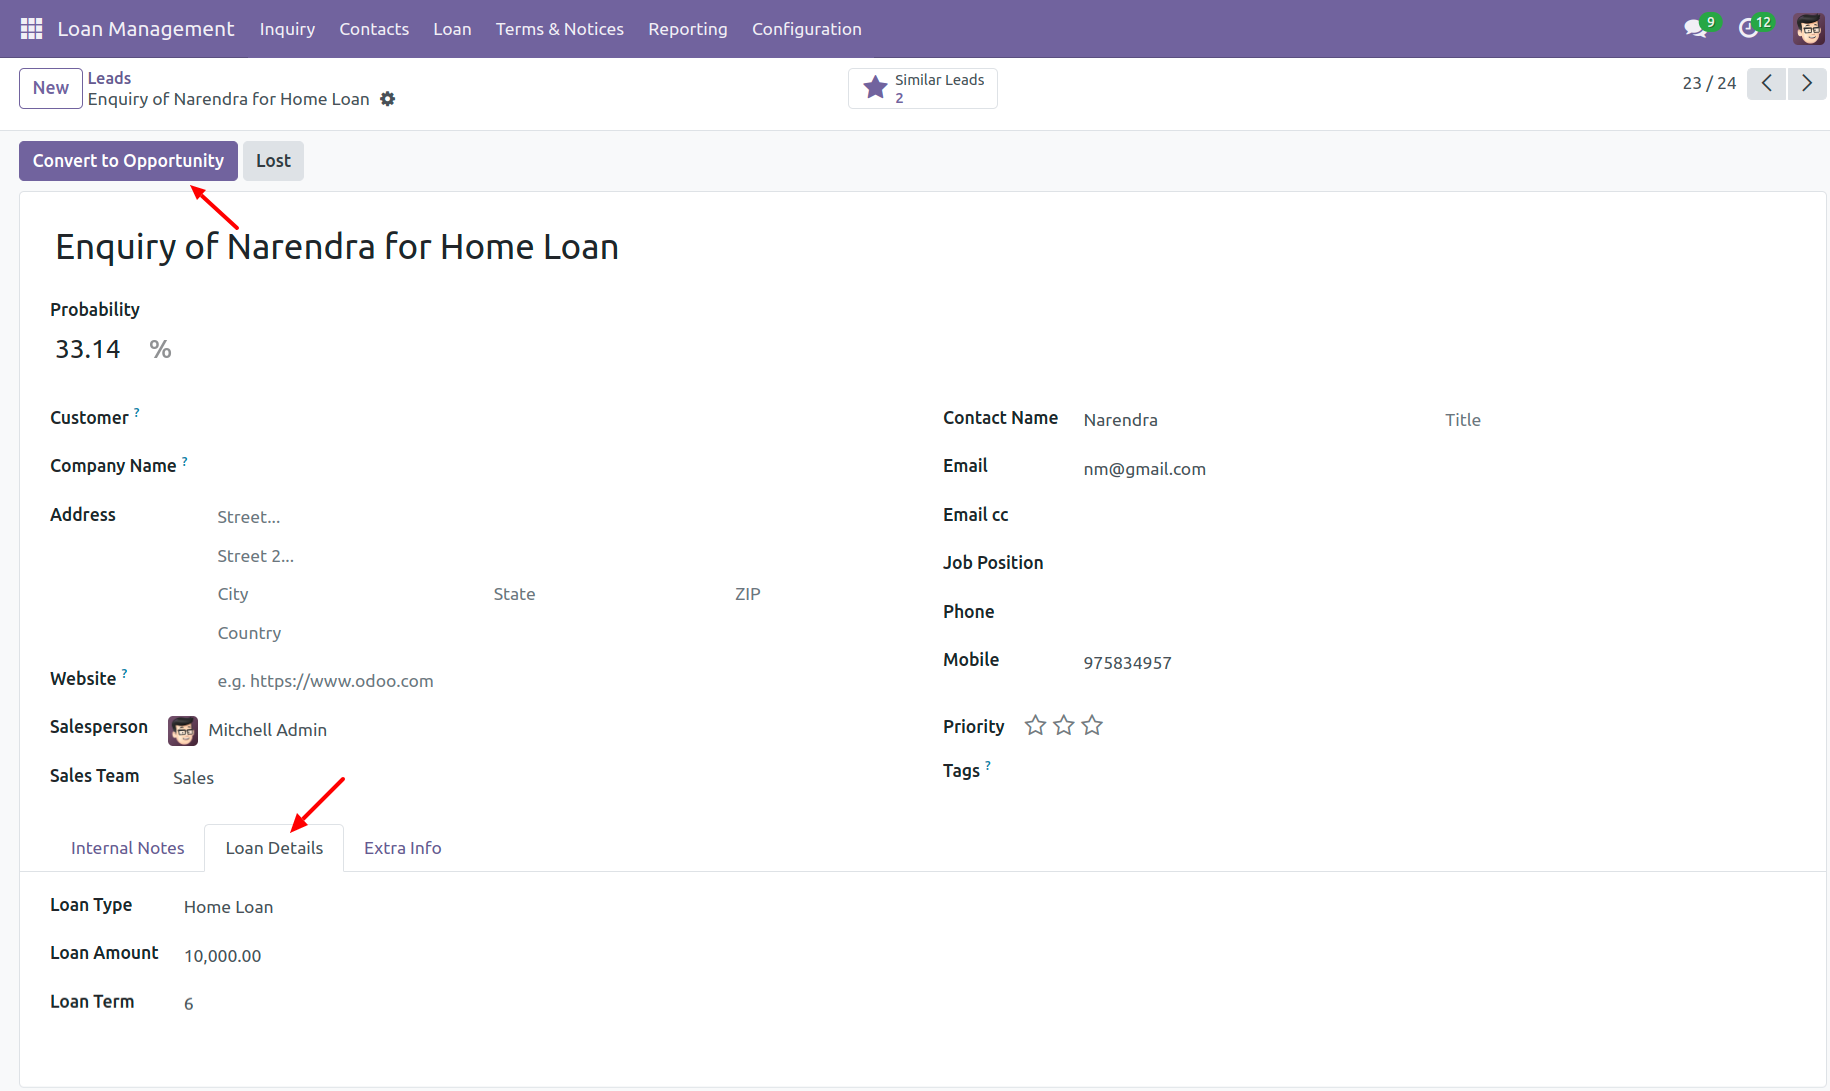 Loan Management Inquiry Contacts Loan Terms & Notices Reporting Configuration 9 12
New Leads Similar Leads
Enquiry of Narendra for Home Loan 2 23 / 24
Convert to Opportunity Lost
Enquiry of Narendra for Home Loan
Probability
33.14 %
Customer ? Contact Name Narendra Title
Company Name ? Email nm@gmail.com
Address Street... Email cc
Street 2... Job Position
City State ZIP
Country Phone
Website ? e.g. https://www.odoo.com Mobile 975834957
Salesperson Mitchell Admin Priority
Sales Team Sales Tags ?
Internal Notes Loan Details Extra Info
Loan Type Home Loan
Loan Amount 10,000.00
Loan Term 6